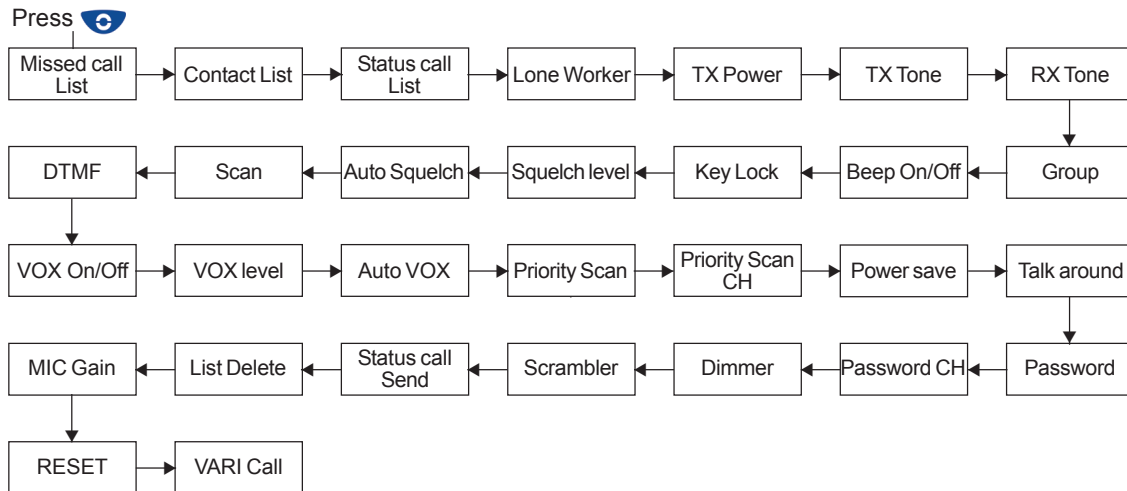 Press
Missed call
List
Contact List
Status call
List
Lone Worker
TX Power
TX Tone
RX Tone
DTMF
Scan
Auto Squelch
Squelch level
Key Lock
Beep On/Off
Group
VOX On/Off
VOX level
Auto VOX
Priority Scan
Priority Scan
CH
Power save
Talk around
MIC Gain
List Delete
Status call
Send
Scrambler
Dimmer
Password CH
Password
RESET
VARI Call